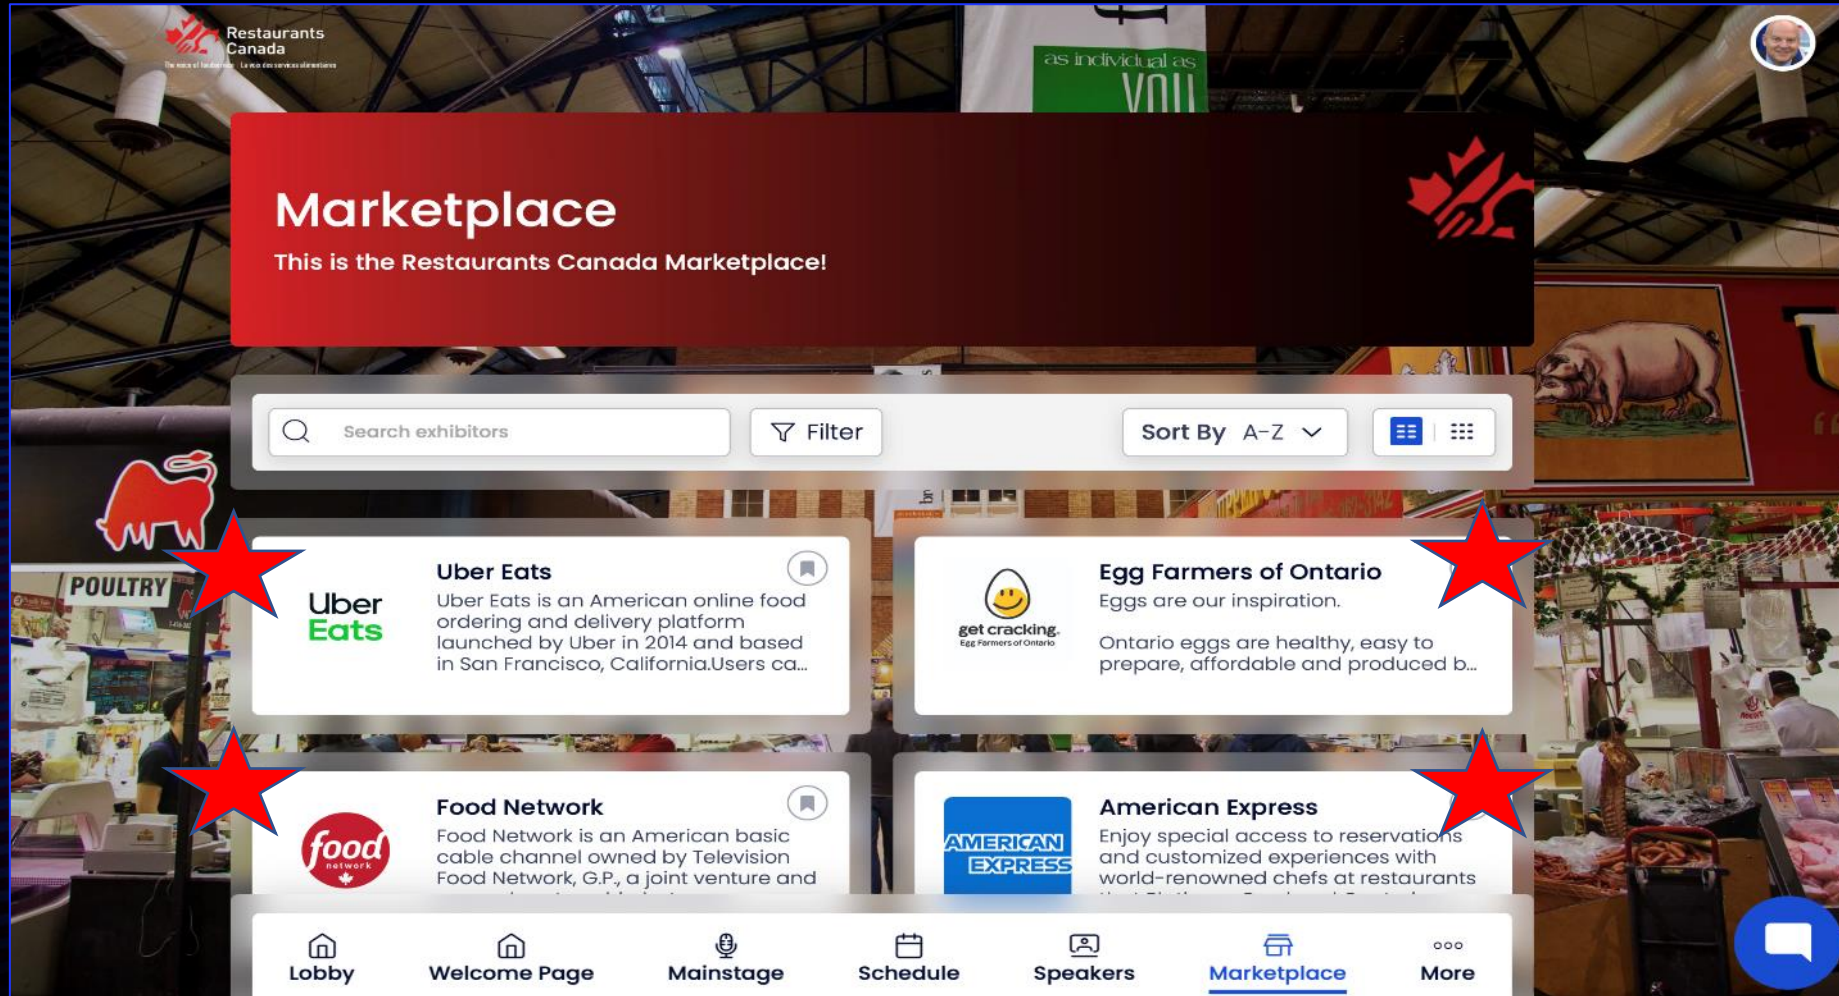 Restaurants
Canada
as individual as
YOU
Marketplace
This is the Restaurants Canada Marketplace!
Search exhibitors
Filter
Sort By A-Z
POULTRY
Uber
Eats
Uber Eats
Uber Eats is an American online food
ordering and delivery platform
launched by Uber in 2014 and based
in San Francisco, California.Users ca...
get cracking.
Egg Farmers of Ontario
Egg Farmers of Ontario
Eggs are our inspiration.
Ontario eggs are healthy, easy to
prepare, affordable and produced b...
food
network
Food Network
Food Network is an American basic
cable channel owned by Television
Food Network, G.P., a joint venture and
AMERICAN
EXPRESS
American Express
Enjoy special access to reservations
and customized experiences with
world-renowned chefs at restaurants
Lobby
Welcome Page
Mainstage
Schedule
Speakers
Marketplace
More